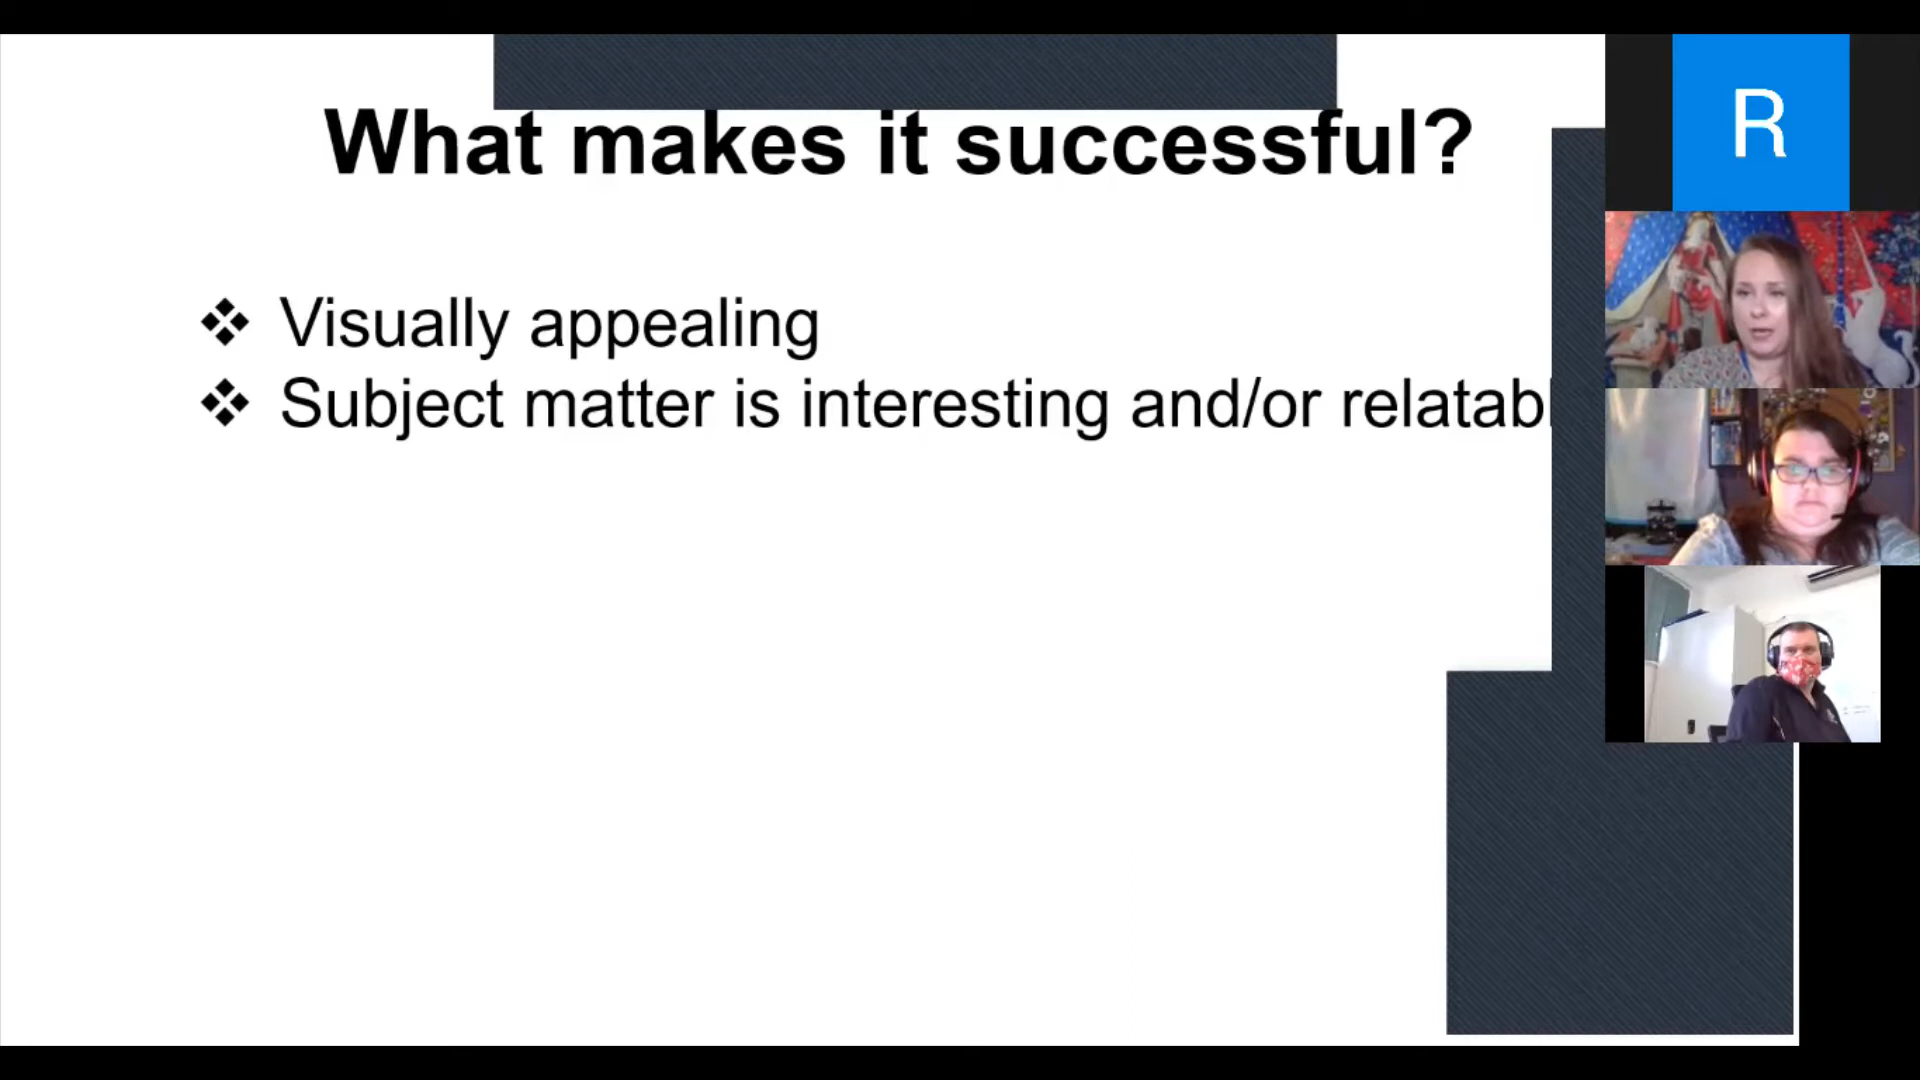 What makes it successful?
❖ Visually appealing
❖ Subject matter is interesting and/or relatabl
R